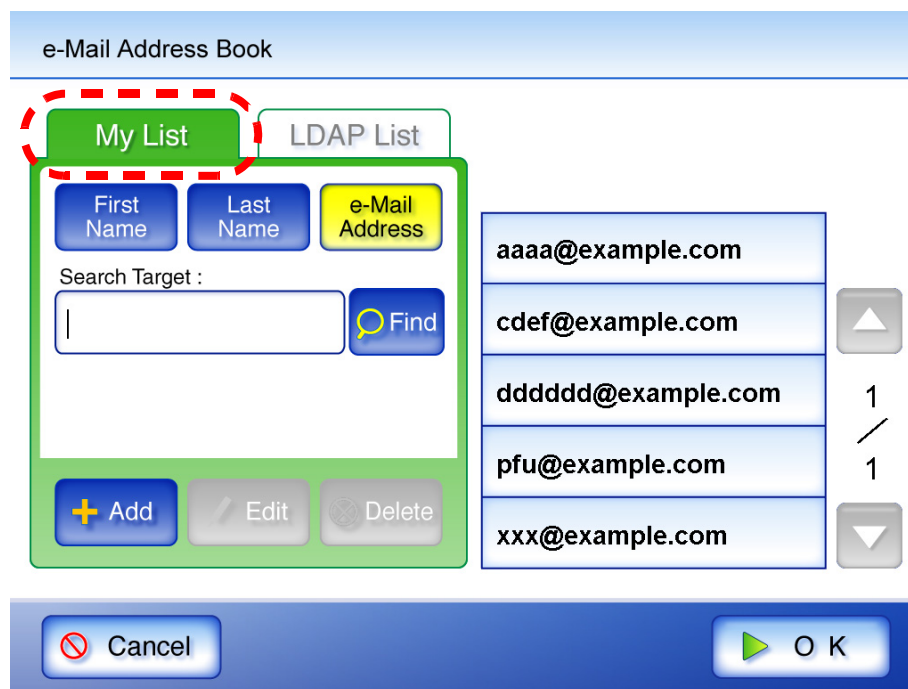 e-Mail Address Book
My List
LDAP List
First
Name
Last
Name
e-Mail
Address
Search Target :
Find
Add
Edit
Delete
aaaa@example.com
cdef@example.com
dddddd@example.com
pfu@example.com
xxx@example.com
1
/
1
Cancel
O K